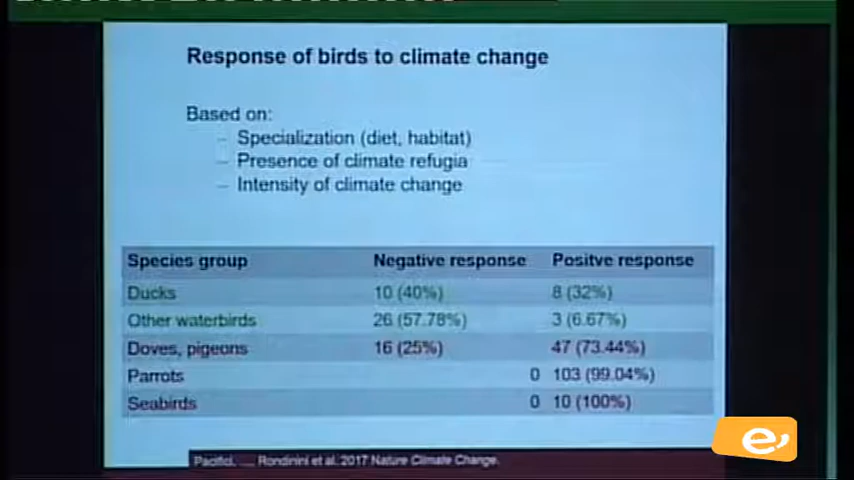 Response of birds to climate change
Based on:
– Specialization (diet, habitat)
– Presence of climate refugia
– Intensity of climate change
Species group Negative response Positve response
Ducks 10 (40%) 8 (32%)
Other waterbirds 26 (57.78%) 3 (6.67%)
Doves, pigeons 16 (25%) 47 (73.44%)
Parrots 0 103 (99.04%)
Seabirds 0 10 (100%)
Pacifici, ... Rondinini et al. 2017 Nature Climate Change.
e